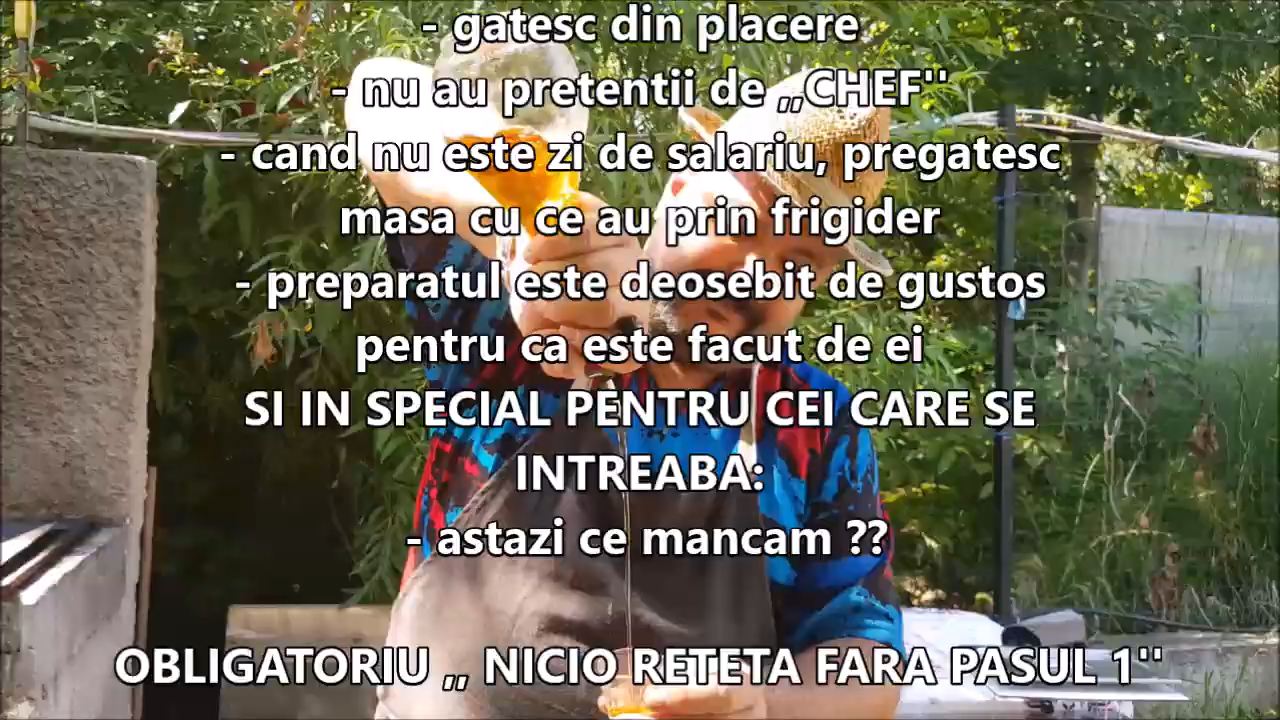 - gatesc din placere
- nu au pretentii de ,,CHEF''
- cand nu este zi de salariu, pregatesc
masa cu ce au prin frigider
- preparatul este deosebit de gustos
pentru ca este facut de ei
SI IN SPECIAL PENTRU CEI CARE SE
INTREABA:
- astazi ce mancam ??
OBLIGATORIU ,, NICIO RETETA FARA PASUL 1''